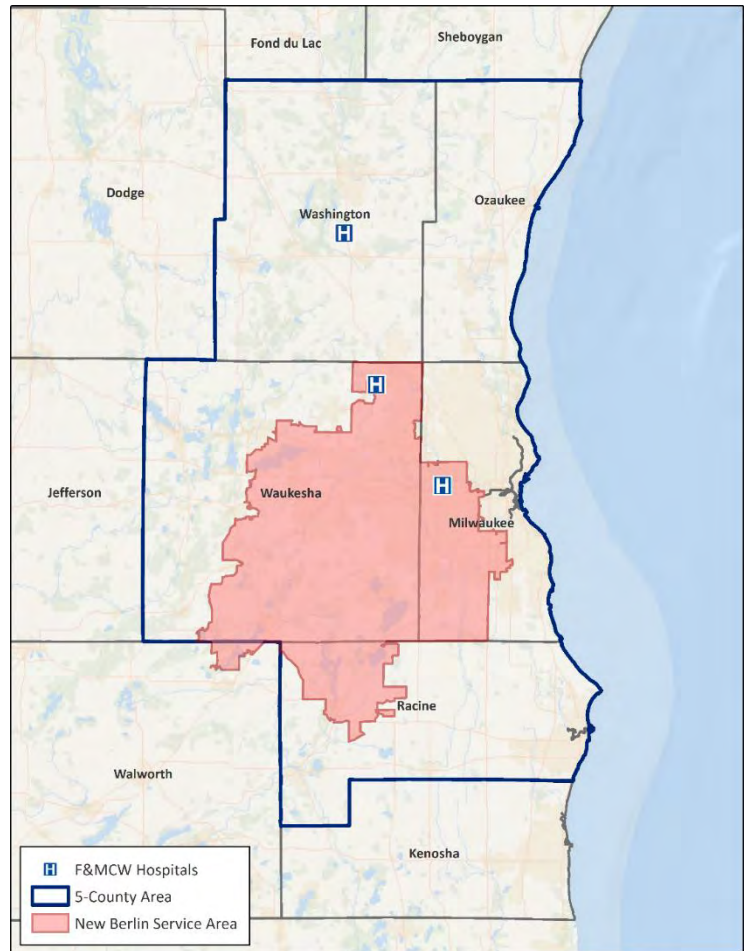 Fond du Lac
Sheboygan
Dodge
Washington
Ozaukee
H
H
Jefferson
Waukesha
H
Milwaukee
Racine
Walworth
Kenosha
H F&MCW Hospitals
5-County Area
New Berlin Service Area